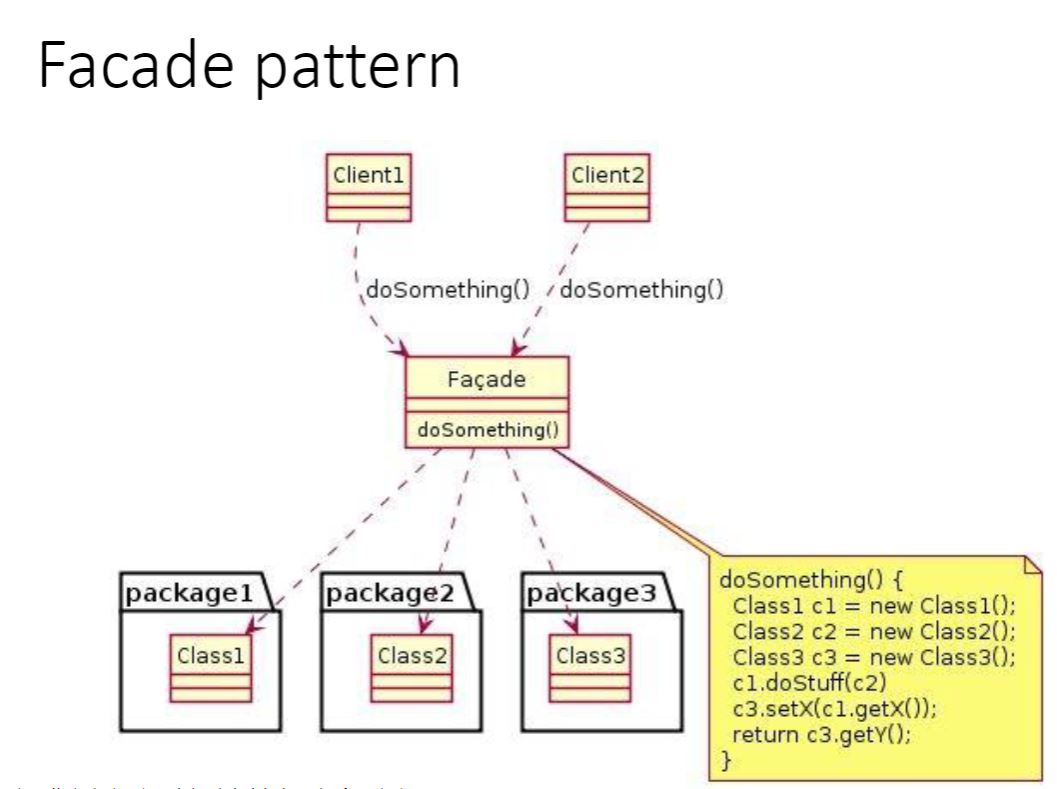 Facade pattern
Client1
Client2
doSomething()
doSomething()
Façade
doSomething()
package1
package2
package3
Class1
Class2
Class3
doSomething() {
Class1 c1 = new Class1();
Class2 c2 = new Class2();
Class3 c3 = new Class3();
c1.doStuff(c2)
c3.setX(c1.getX());
return c3.getY();
}